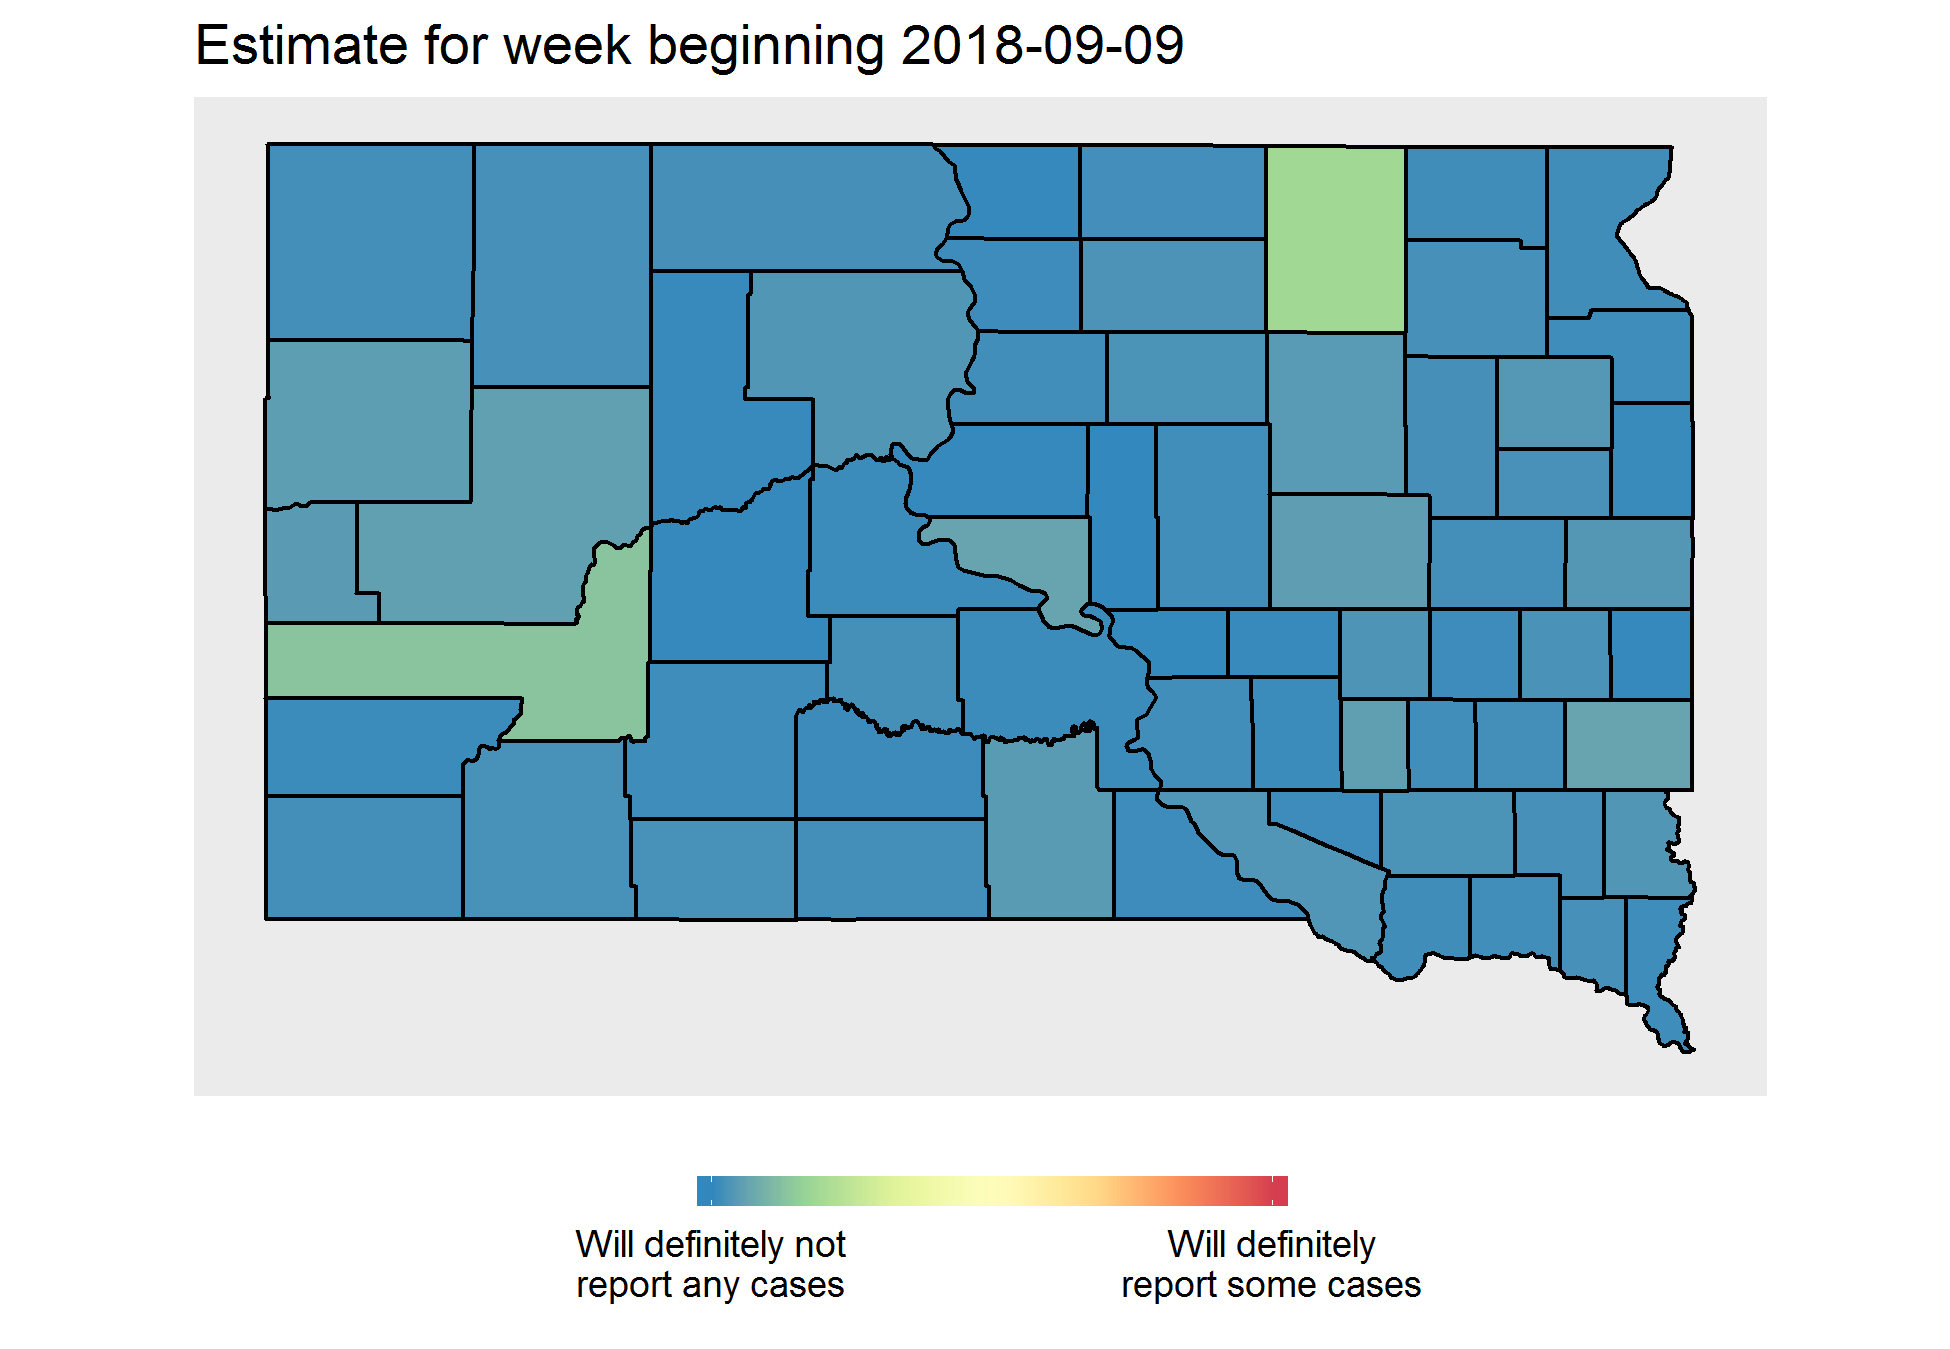 Estimate for week beginning 2018-09-09
Will definitely not
report any cases
Will definitely
report some cases